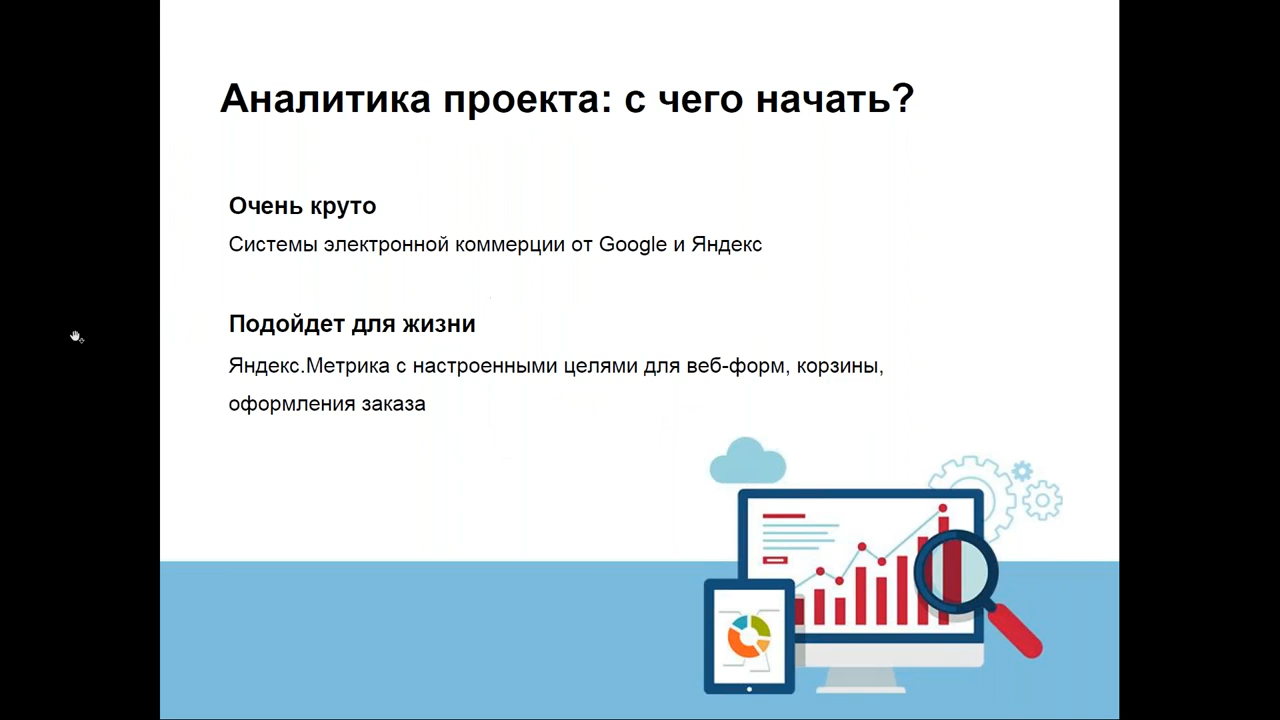 Аналитика проекта: с чего начать?
Очень круто
Системы электронной коммерции от Google и Яндекс
Подойдет для жизни
Яндекс.Метрика с настроенными целями для веб-форм, корзины,
оформления заказа